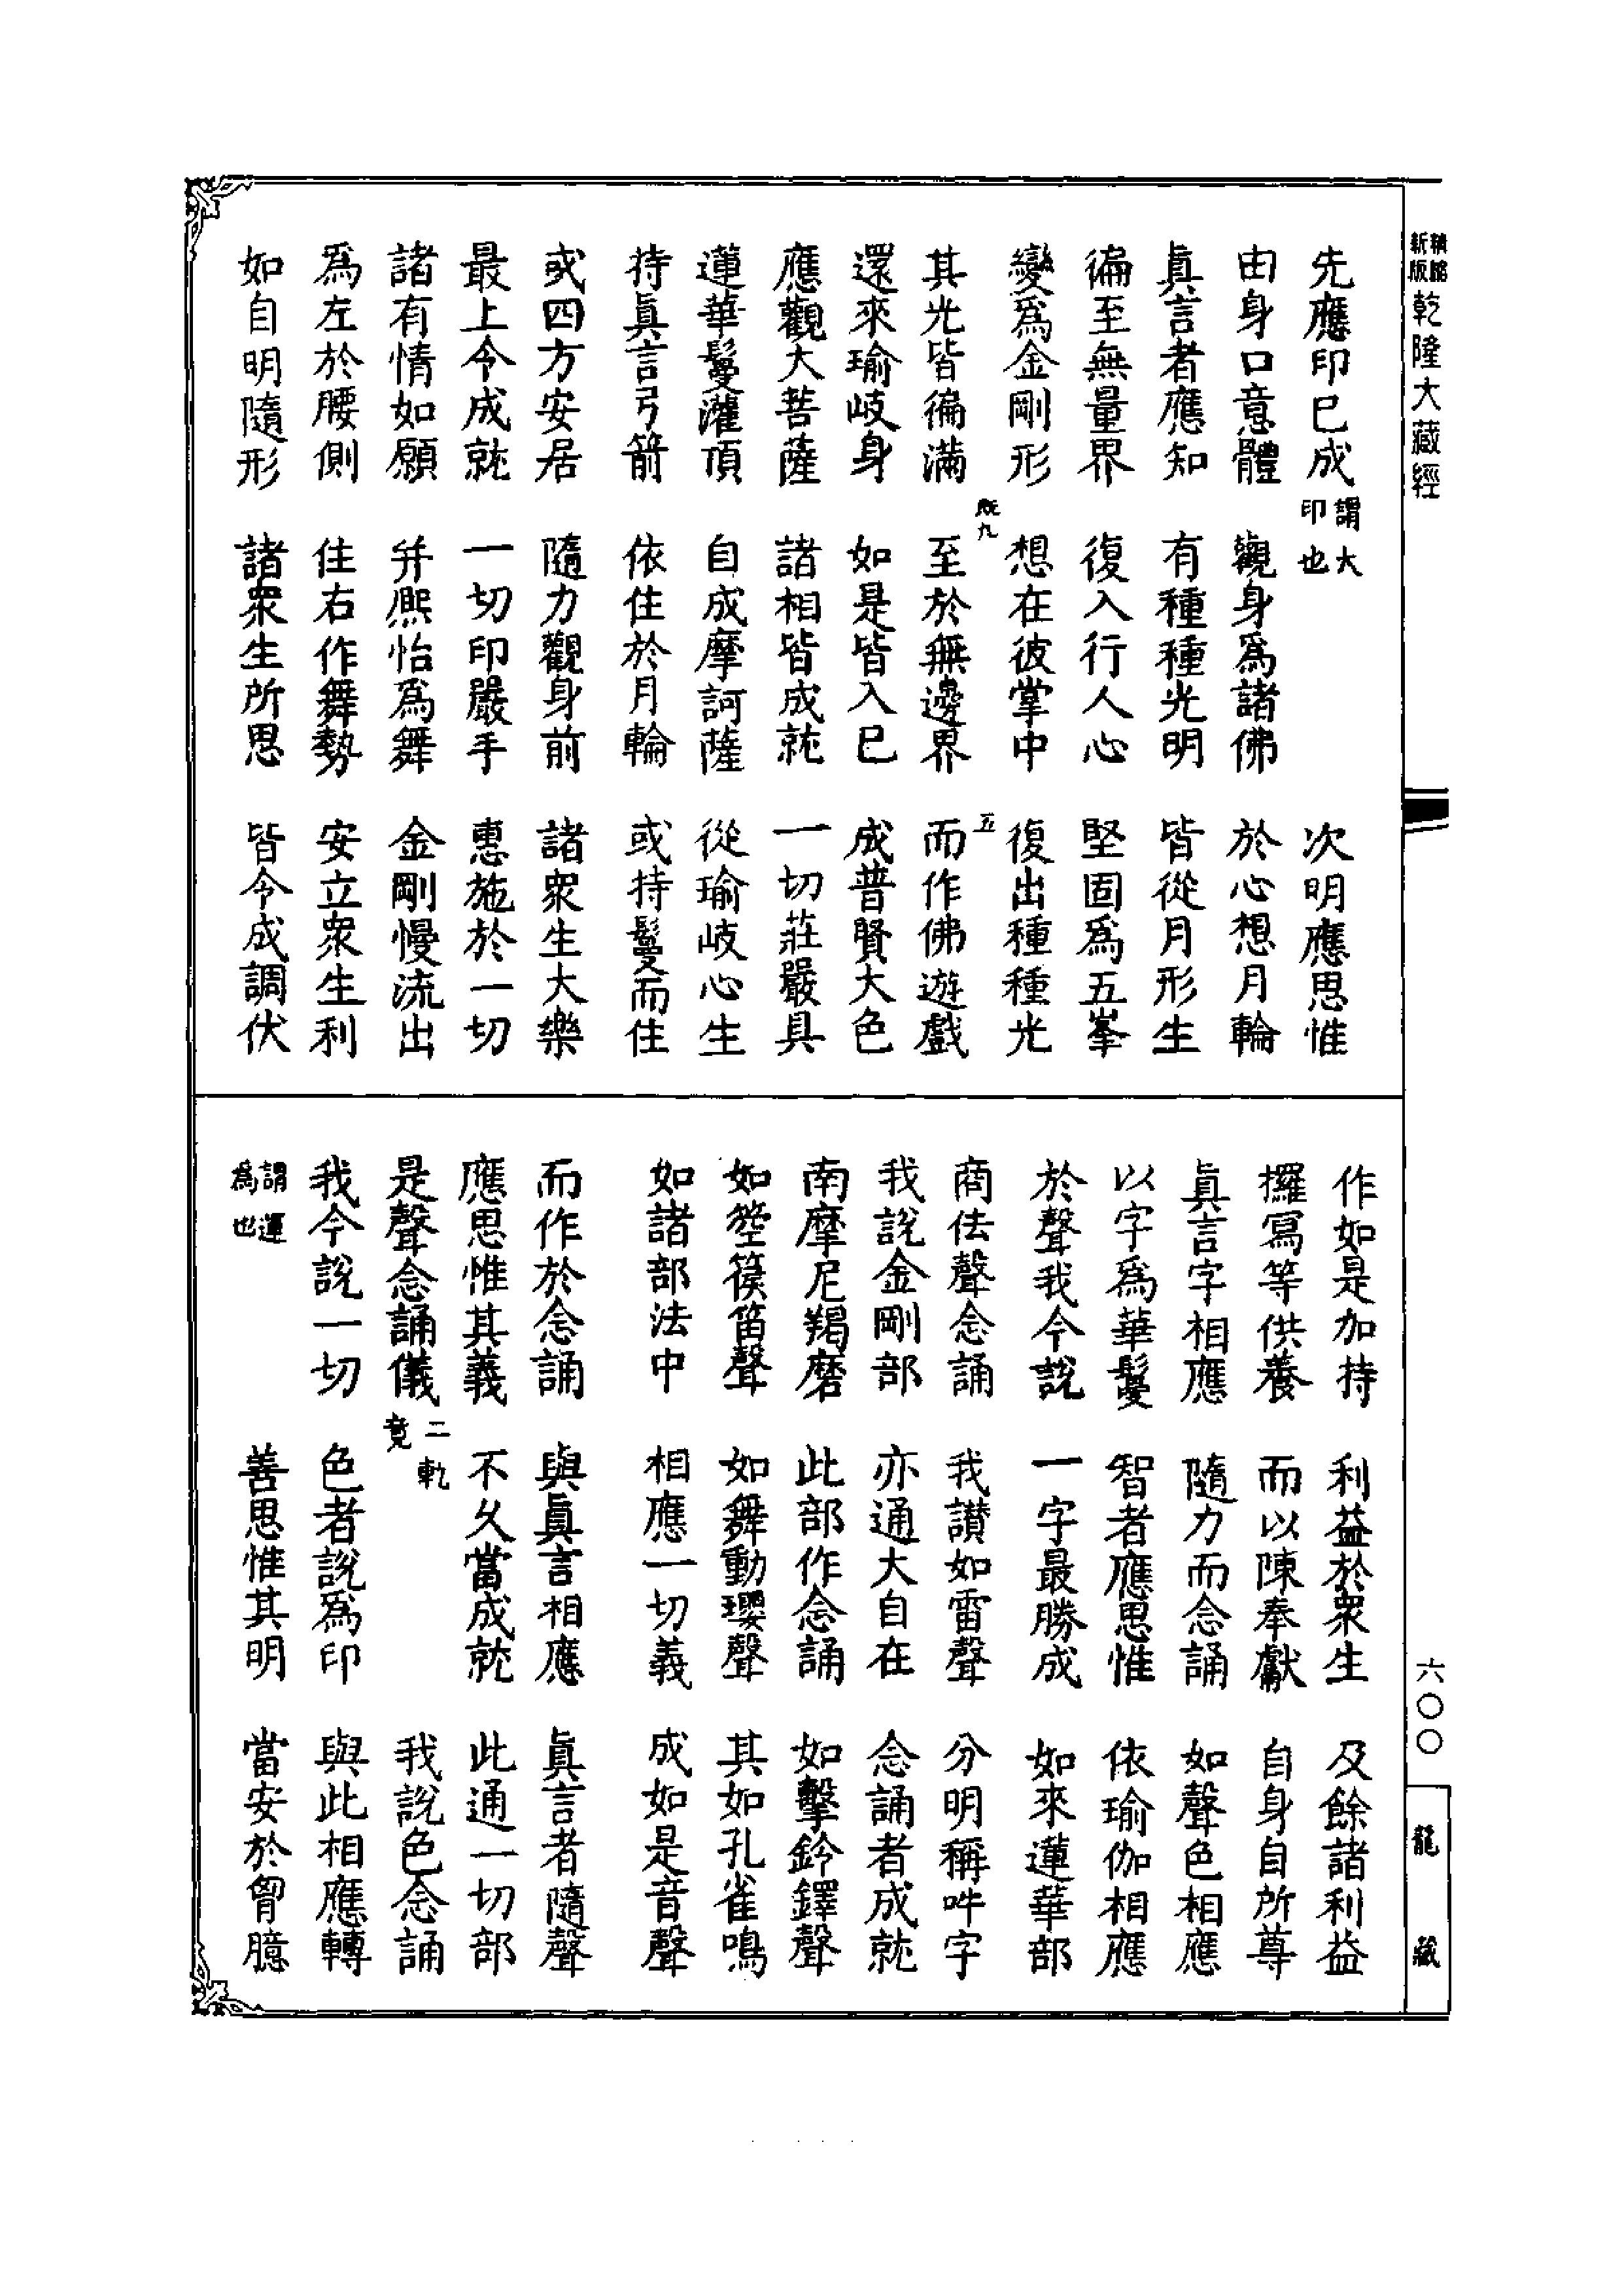 新版
乾隆大藏經
六〇〇
龍藏
先應印已成謂大印也　次明應思惟
由身口意體　觀身爲諸佛　於心想月輪
眞言者應知　有種種光明　皆從月形生
徧至無量界　復入行人心　堅固爲五峯
變爲金剛形　想在彼掌中　復出種種光
九　五
其光皆徧滿　至於無邊界　而作佛遊戲
還來瑜岐身　如是皆入已　成普賢大色
應觀大菩薩　諸相皆成就　一切莊嚴具
蓮華鬘灌頂　自成摩訶薩　從瑜岐心生
持眞言弓箭　依住於月輪　或持鬘而住
或四方安居　隨力觀身前　諸衆生大樂
最上令成就　一切印嚴手　惠施於一切
諸有情如願　并熈怡爲舞　金剛慢流出
爲左於腰側　住右作舞勢　安立衆生利
如自明隨形　諸衆生所思　皆令成調伏
作如是加持　利益於衆生　及餘諸利益
擺寫等供養　而以陳奉獻　自身自所尊
眞言字相應　隨力而念誦　如聲色相應
以字爲華鬘　智者應思惟　依瑜伽相應
於聲我今說　一字最勝成　如來蓮華部
商佉聲念誦　我讃如雷聲　分明稱吽字
我說金剛部　亦通大自在　念誦者成就
南摩尼羯磨　此部作念誦　如擊鈴鐸聲
如箜篌笛聲　如舞動瓔聲　其如孔雀鳴
如諸部法中　相應一切義　成如是音聲
而作於念誦　與眞言相應　眞言者隨聲
應思惟其義　不久當成就　此通一切部
是聲念誦儀二軌竟　我說色念誦
我今說一切　色者說爲印　與此相應轉
謂運爲也　善思惟其明　當安於胷臆